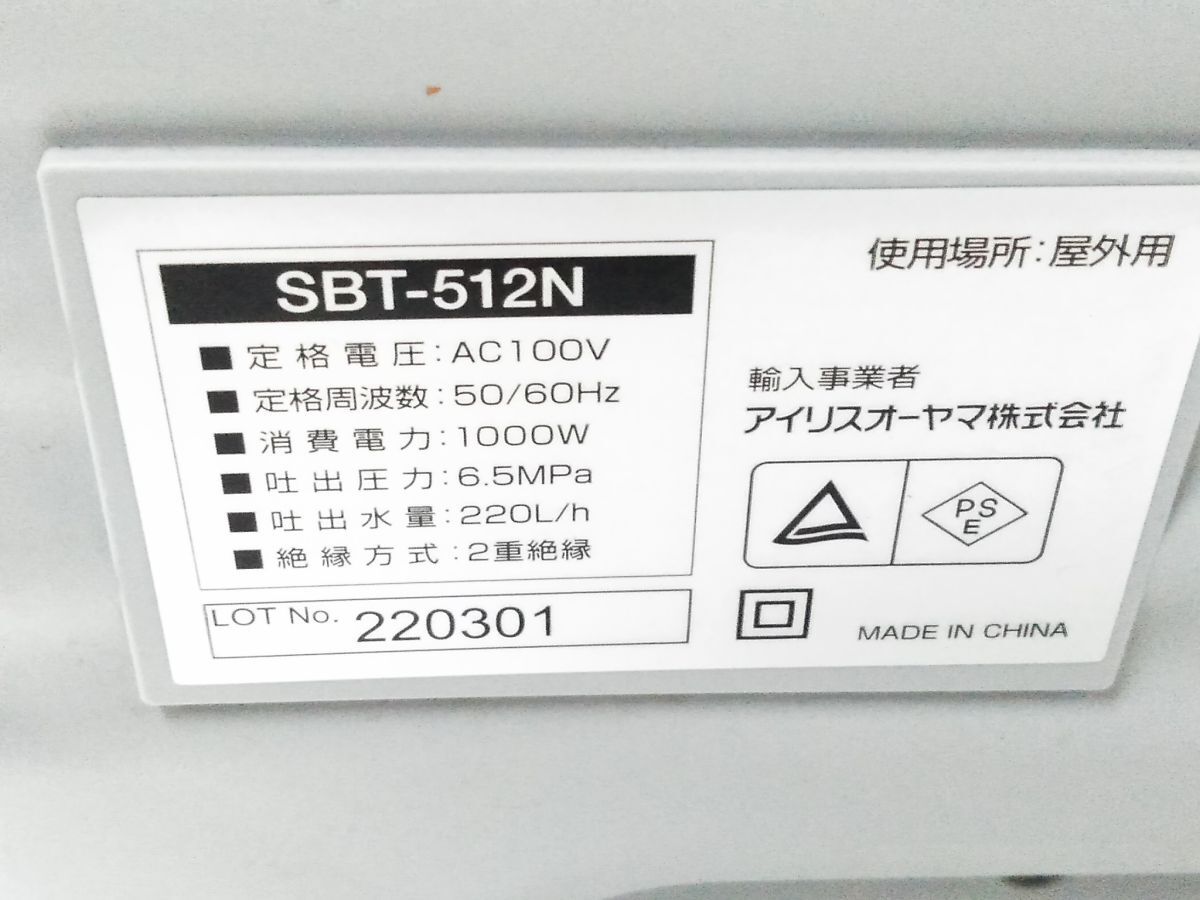 SBT-512N
■ 定格電圧:AC100V
■ 定格周波数:50/60Hz
■ 消費電力:1000W
■ 吐出圧力:6.5MPa
■ 吐出水量:220L/h
■ 絶縁方式:2重絶縁
LOT No. 220301
使用場所:屋外用
輸入事業者
アイリスオーヤマ株式会社
PS
E
MADE IN CHINA